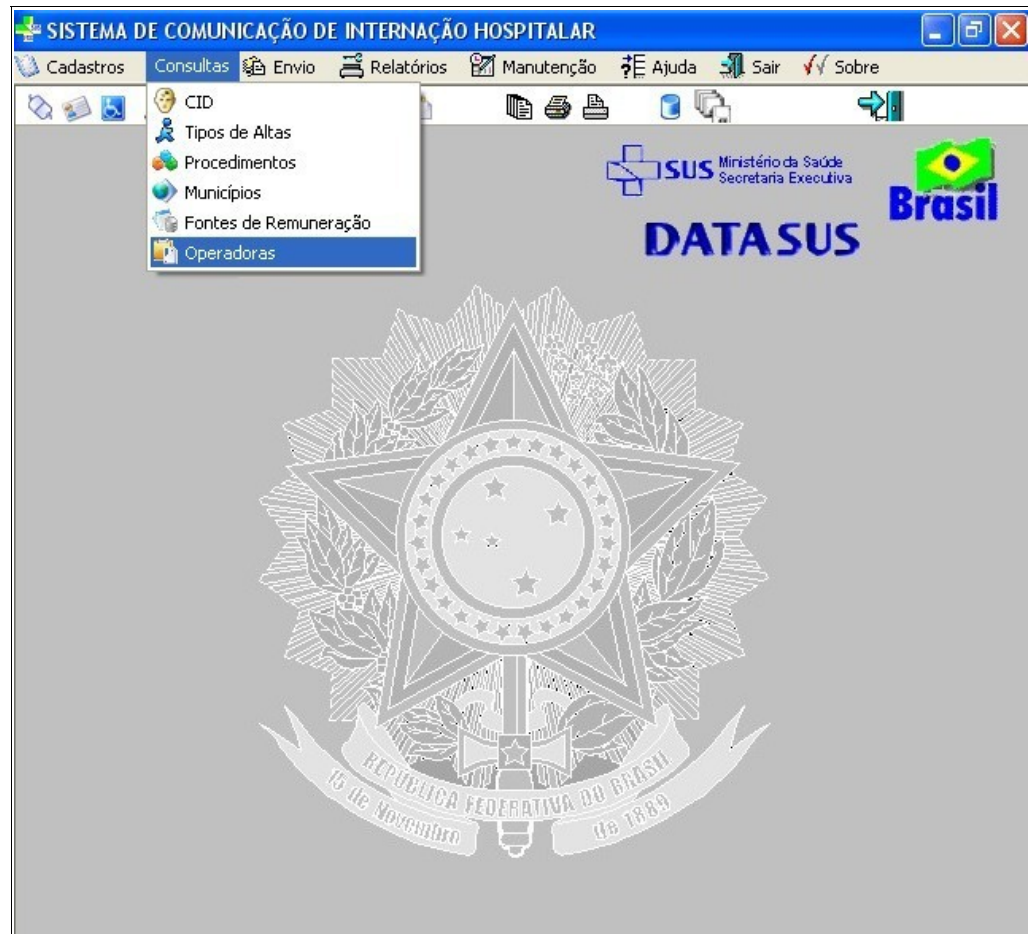 SISTEMA DE COMUNICAÇÃO DE INTERNAÇÃO HOSPITALAR
Cadastros Consultas Envio Relatórios Manutenção Ajuda Sair Sobre
CID
Tipos de Altas
Procedimentos
Municípios
Fontes de Remuneração
Operadoras
SUS Ministério da Saúde
Secretaria Executiva
Brasil
DATASUS
REPUBLICA FEDERATIVA DO BRASIL
15 de Novembro de 1889